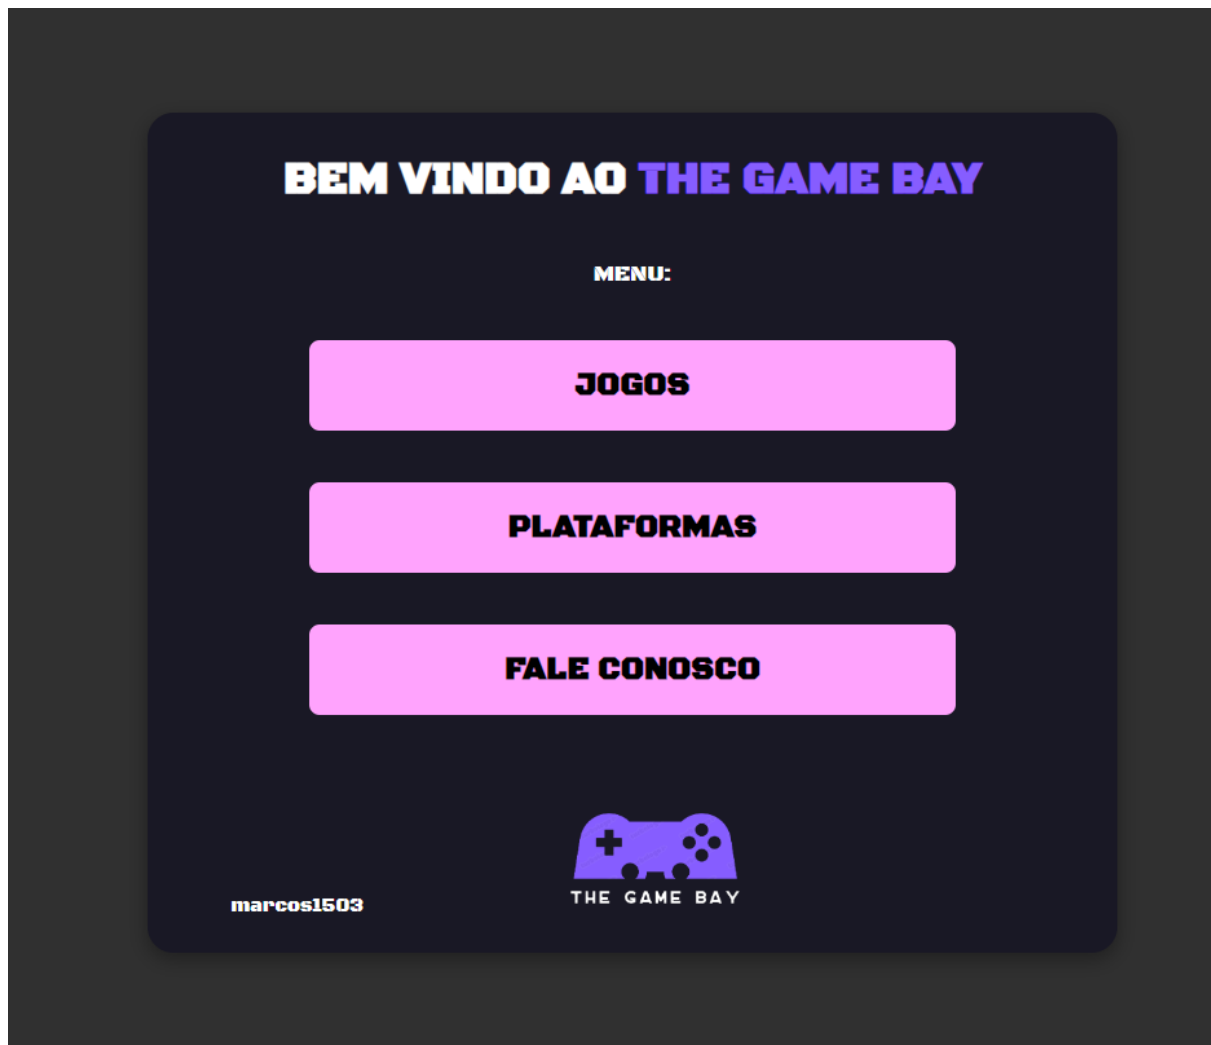 BEM VINDO AO THE GAME BAY
MENU:
JOGOS
PLATAFORMAS
FALE CONOSCO
THE GAME BAY
marcos1503